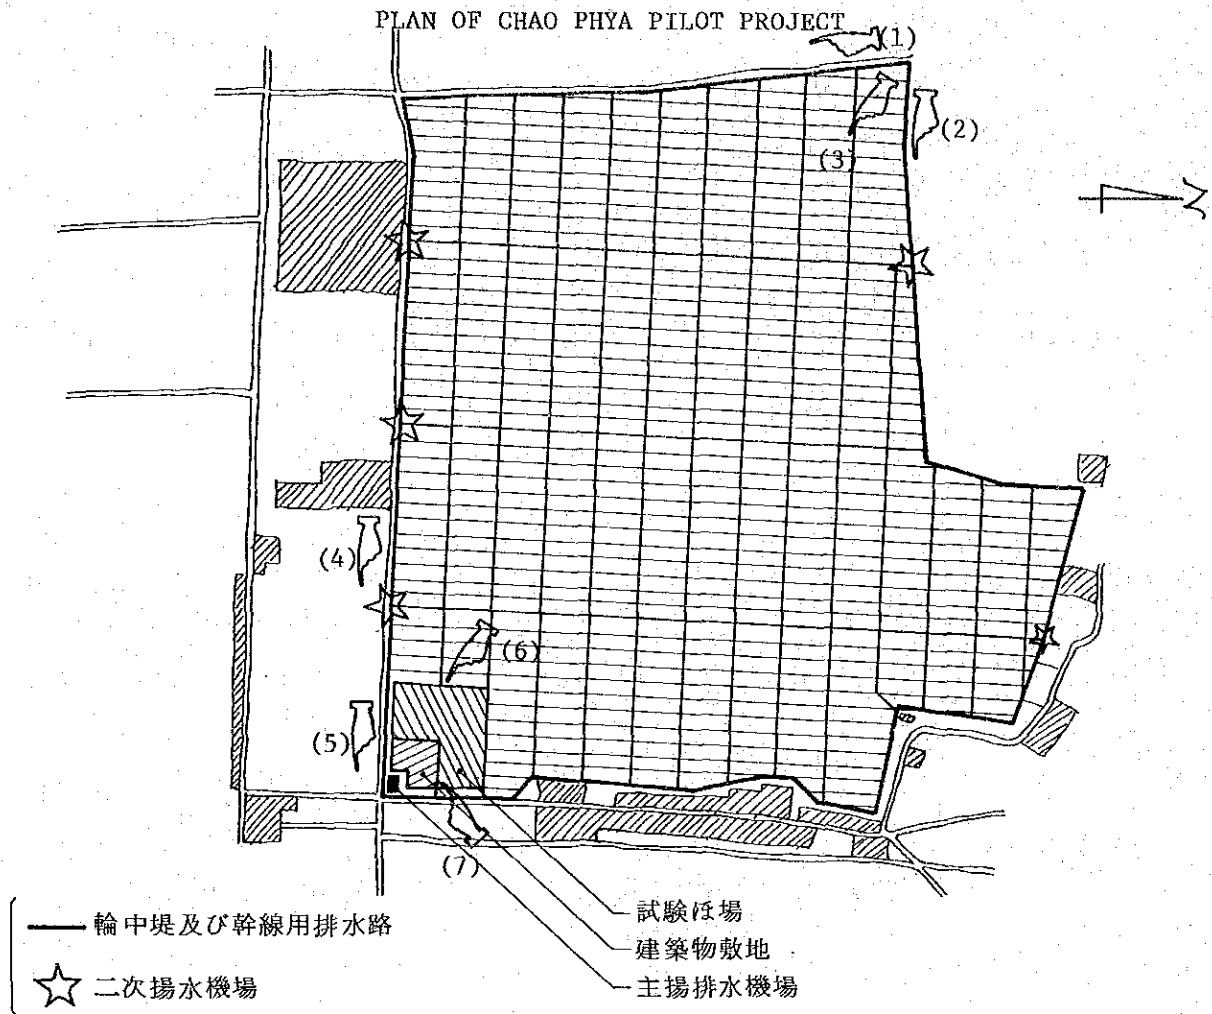 PLAN OF CHAO PHYA PILOT PROJECT
(1)
(2)
(3)
N
(4)
(6)
(5)
(7)
輪中堤及び幹線用排水路
二次揚水機場
試験ほ場
建築物敷地
主揚排水機場